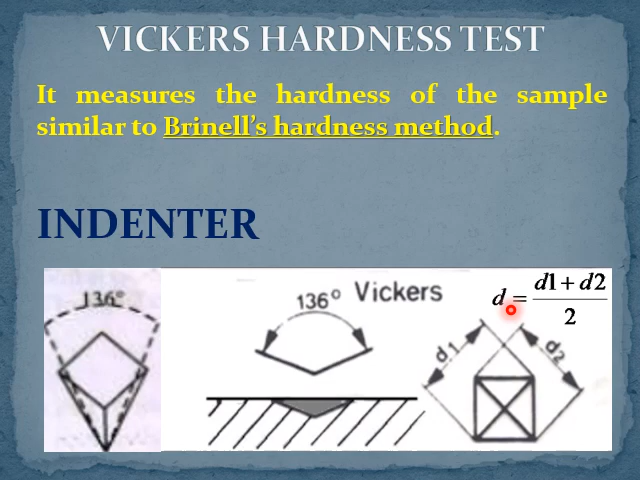 VICKERS HARDNESS TEST
It measures the hardness of the sample
similar to Brinell’s hardness method.
INDENTER
136°
136° Vickers
d = d1 + d2 / 2
d1 d2